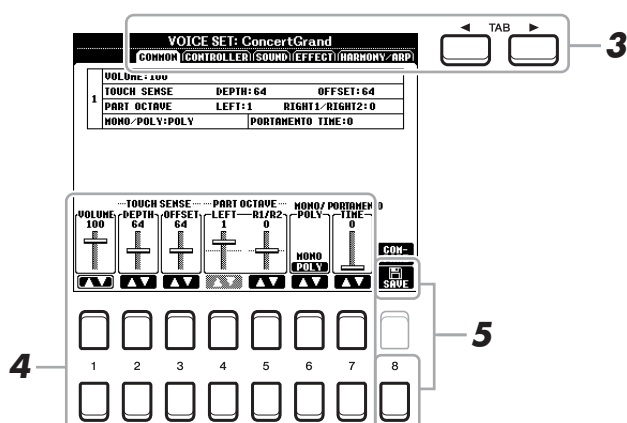 VOICE SET: ConcertGrand
◄ TAB ►
3
COMMON CONTROLLER SOUND EFFECT HARMONY/ARP
VOLUME:100
1
TOUCH SENSE DEPTH:64 OFFSET:64
PART OCTAVE LEFT:1 RIGHT1/RIGHT2:0
MONO/POLY:POLY PORTAMENTO TIME:0
TOUCH SENSE PART OCTAVE MONO/ PORTAMENTO
VOLUME DEPTH OFFSET LEFT R1/R2 POLY TIME
100 64 64 1 0 0
MONO
POLY
COM-
SAVE
5
4
1 2 3 4 5 6 7 8